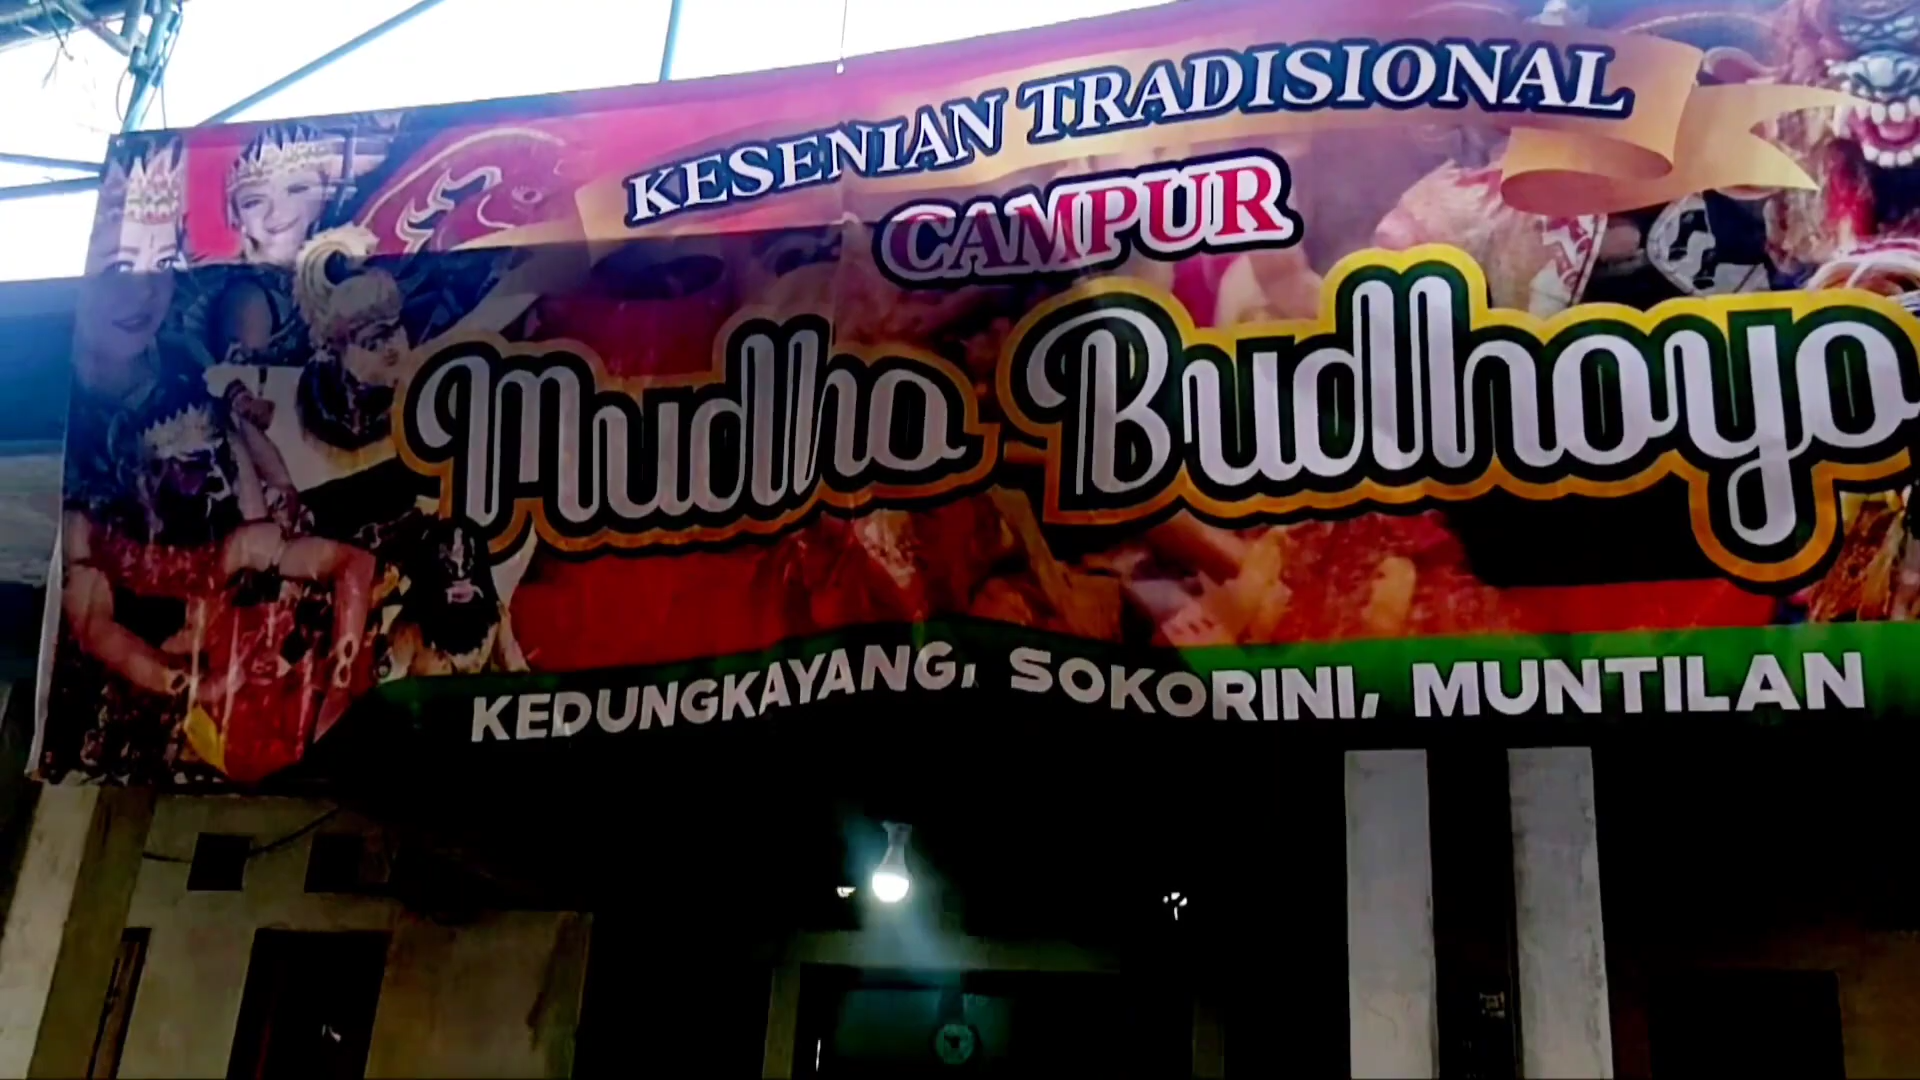 KESENIAN TRADISIONAL
CAMPUR
Mudho Budhoyo
KEDUNGKAYANG, SOKORINI, MUNTILAN